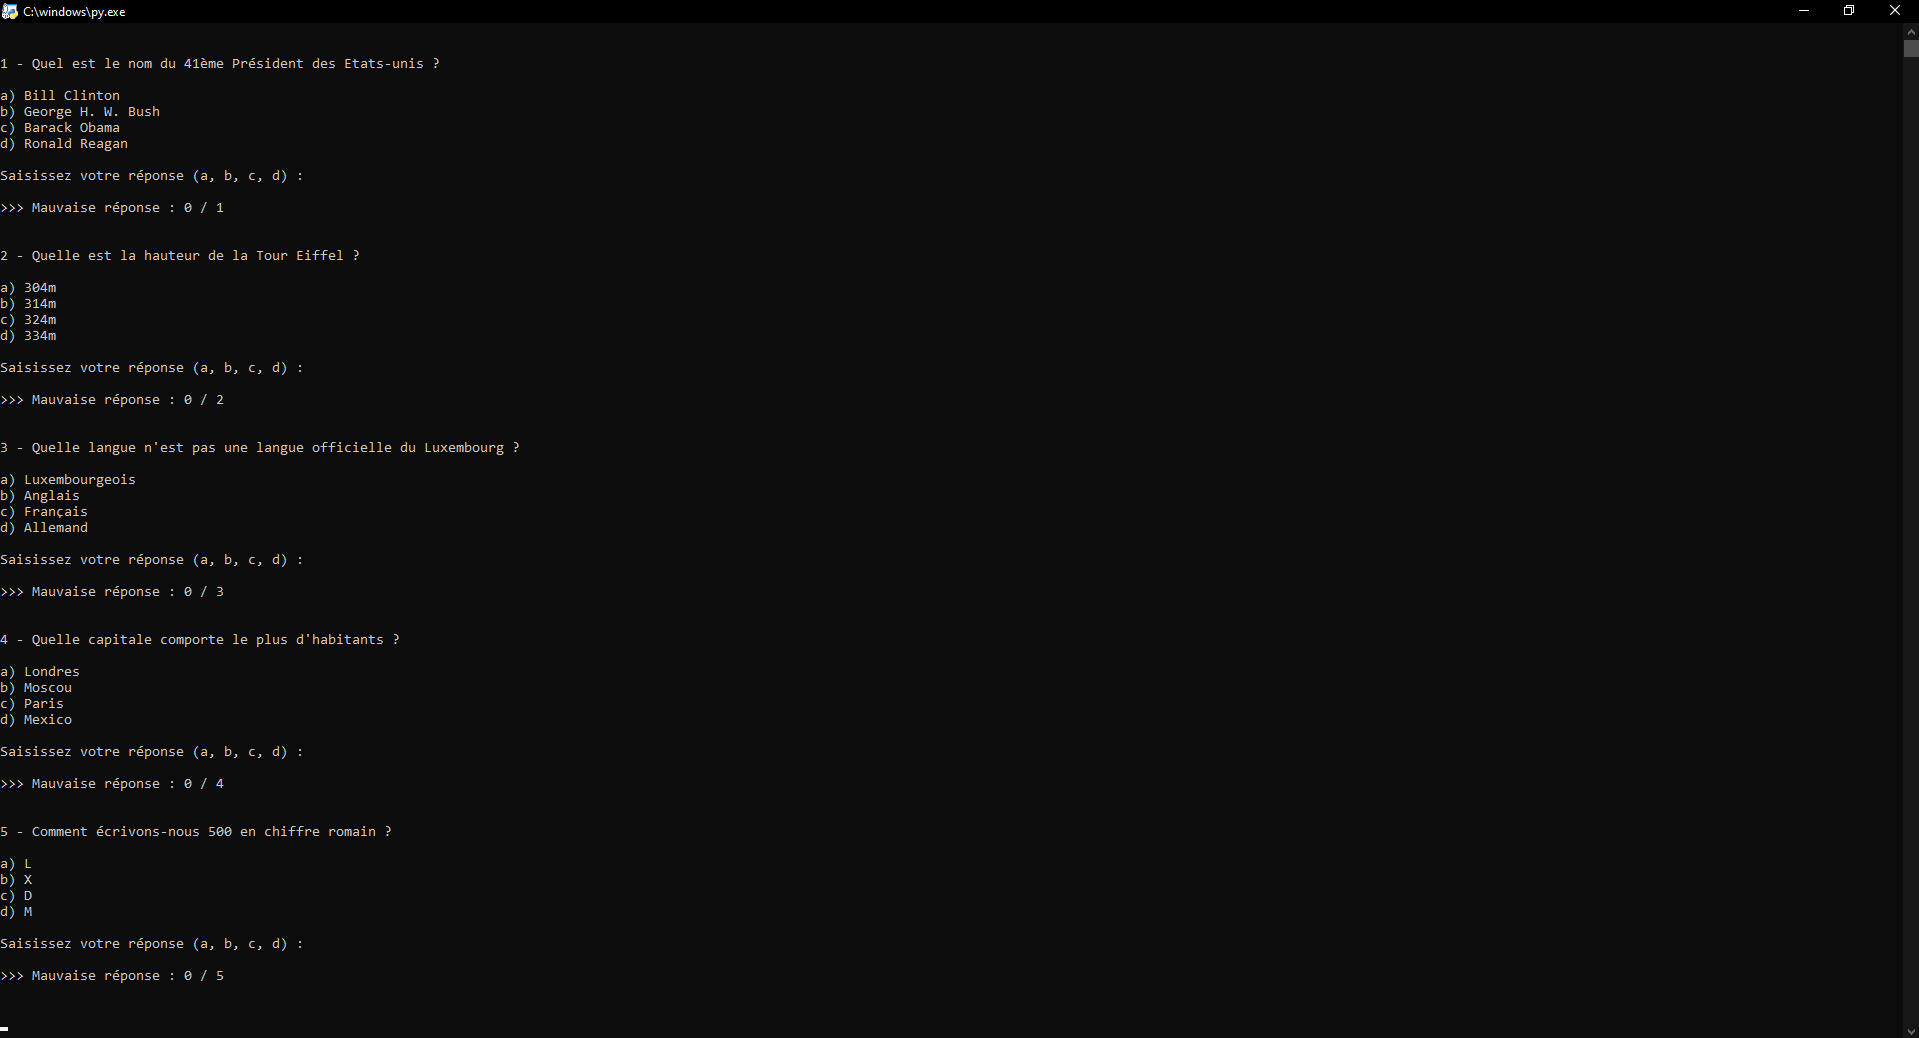 C:\windows\py.exe
1 - Quel est le nom du 41ème Président des Etats-unis ?
a) Bill Clinton
b) George H. W. Bush
c) Barack Obama
d) Ronald Reagan
Saisissez votre réponse (a, b, c, d) :
>>> Mauvaise réponse : 0 / 1
2 - Quelle est la hauteur de la Tour Eiffel ?
a) 304m
b) 314m
c) 324m
d) 334m
Saisissez votre réponse (a, b, c, d) :
>>> Mauvaise réponse : 0 / 2
3 - Quelle langue n'est pas une langue officielle du Luxembourg ?
a) Luxembourgeois
b) Anglais
c) Français
d) Allemand
Saisissez votre réponse (a, b, c, d) :
>>> Mauvaise réponse : 0 / 3
4 - Quelle capitale comporte le plus d'habitants ?
a) Londres
b) Moscou
c) Paris
d) Mexico
Saisissez votre réponse (a, b, c, d) :
>>> Mauvaise réponse : 0 / 4
5 - Comment écrivons-nous 500 en chiffre romain ?
a) L
b) X
c) D
d) M
Saisissez votre réponse (a, b, c, d) :
>>> Mauvaise réponse : 0 / 5